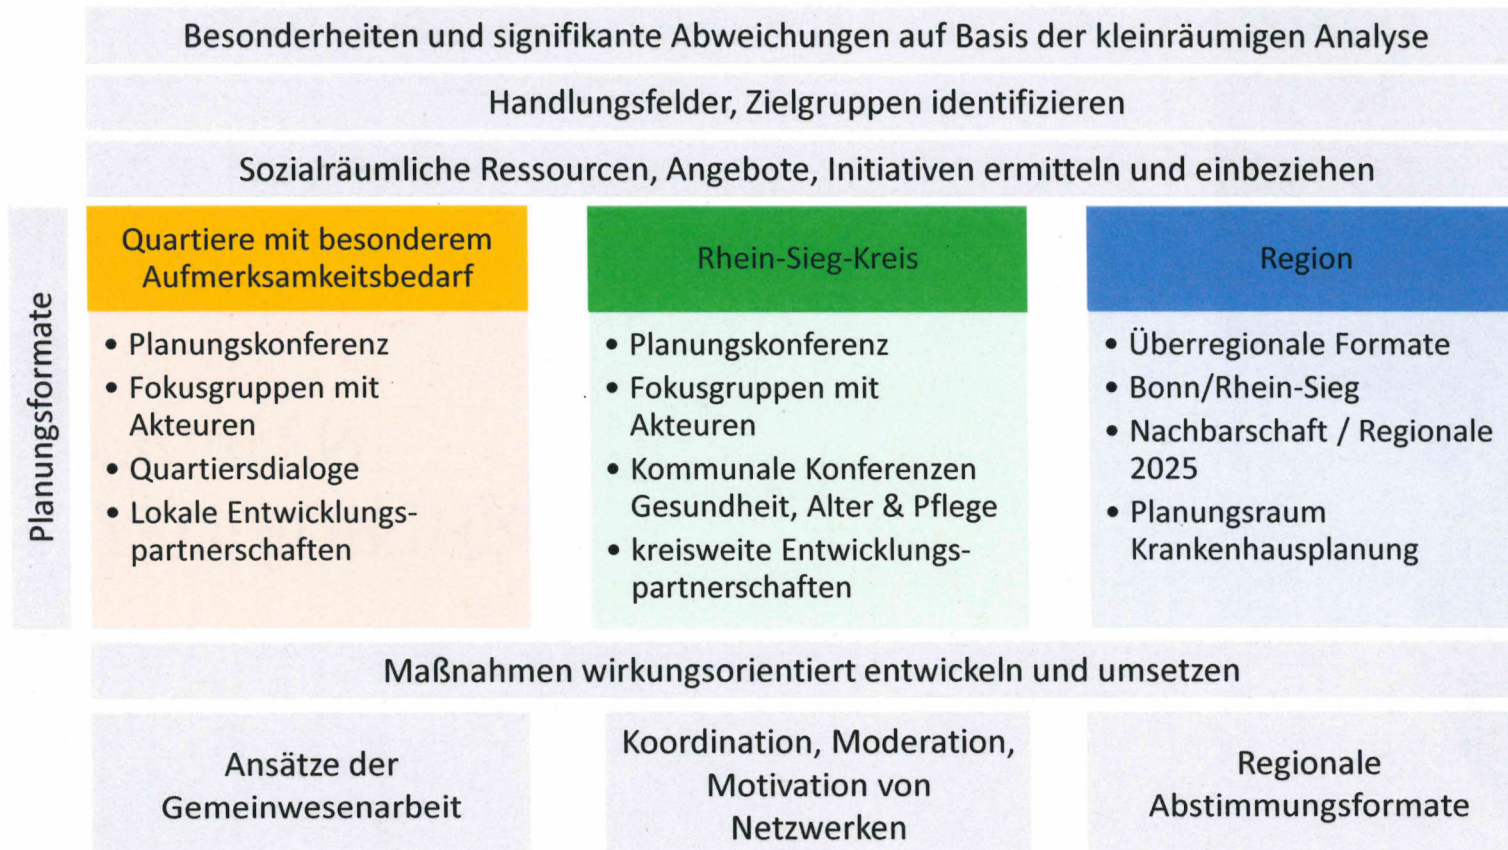 Besonderheiten und signifikante Abweichungen auf Basis der kleinräumigen Analyse
Handlungsfelder, Zielgruppen identifizieren
Sozialräumliche Ressourcen, Angebote, Initiativen ermitteln und einbeziehen
Planungsformate
Quartiere mit besonderem
Aufmerksamkeitsbedarf
• Planungskonferenz
• Fokusgruppen mit
Akteuren
• Quartiersdialoge
• Lokale Entwicklungs-
partnerschaften
Rhein-Sieg-Kreis
• Planungskonferenz
• Fokusgruppen mit
Akteuren
• Kommunale Konferenzen
Gesundheit, Alter & Pflege
• kreisweite Entwicklungs-
partnerschaften
Region
• Überregionale Formate
• Bonn/Rhein-Sieg
• Nachbarschaft / Regionale
2025
• Planungsraum
Krankenhausplanung
Maßnahmen wirkungsorientiert entwickeln und umsetzen
Ansätze der
Gemeinwesenarbeit
Koordination, Moderation,
Motivation von
Netzwerken
Regionale
Abstimmungsformate